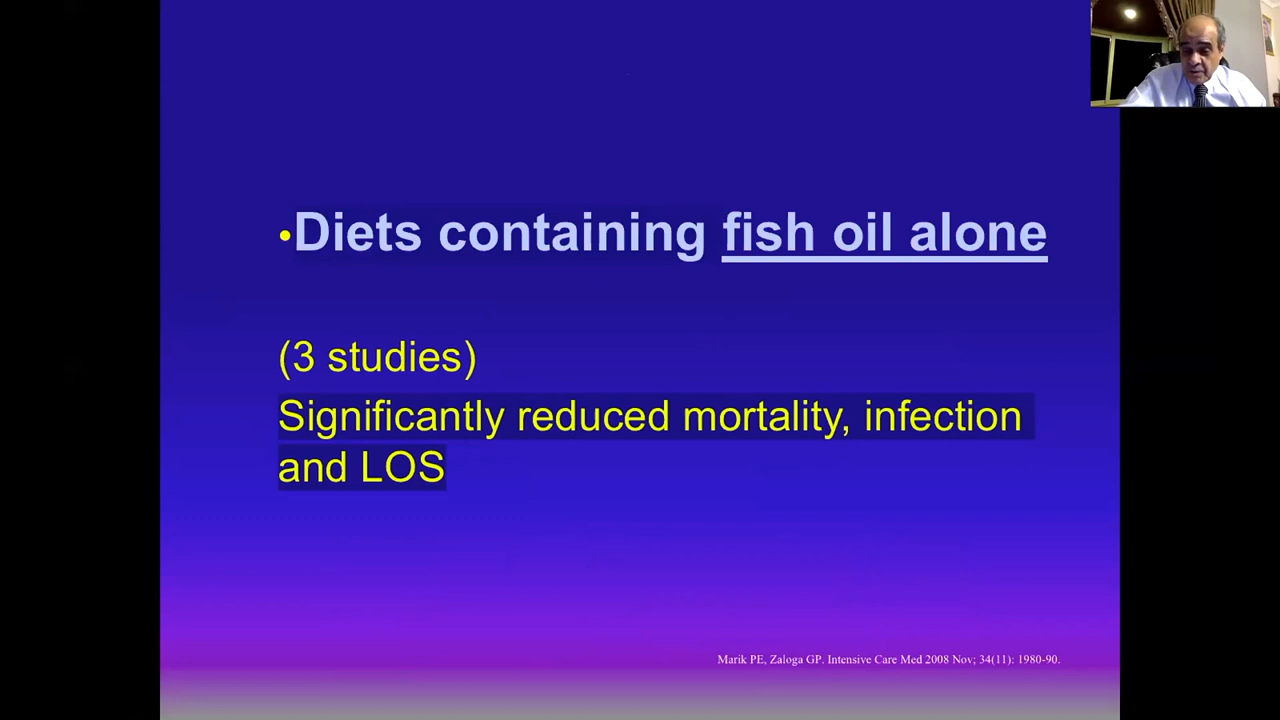 •Diets containing fish oil alone
(3 studies)
Significantly reduced mortality, infection
and LOS
Marik PE, Zaloga GP. Intensive Care Med 2008 Nov; 34(11): 1980-90.